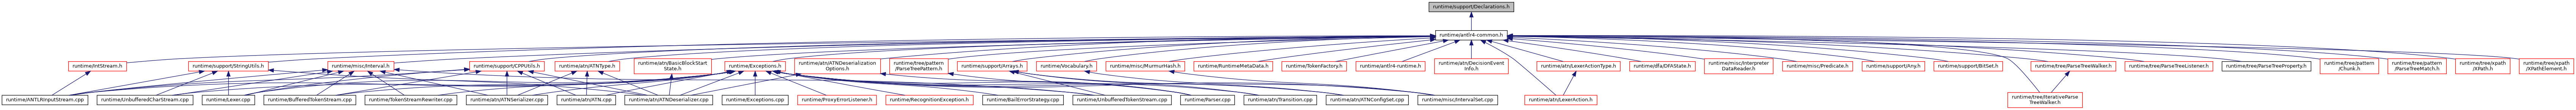 runtime/support/Declarations.h
runtime/antlr4-common.h
runtime/IntStream.h
runtime/support/StringUtils.h
runtime/misc/Interval.h
runtime/support/CPPUtils.h
runtime/atn/ATNType.h
runtime/atn/BasicBlockStart
State.h
runtime/Exceptions.h
runtime/atn/ATNDeserialization
Options.h
runtime/tree/pattern
/ParseTreePattern.h
runtime/support/Arrays.h
runtime/Vocabulary.h
runtime/misc/MurmurHash.h
runtime/RuntimeMetaData.h
runtime/TokenFactory.h
runtime/antlr4-runtime.h
runtime/atn/DecisionEvent
Info.h
runtime/atn/LexerActionType.h
runtime/dfa/DFAState.h
runtime/misc/Interpreter
DataReader.h
runtime/misc/Predicate.h
runtime/support/Any.h
runtime/support/BitSet.h
runtime/tree/ParseTreeWalker.h
runtime/tree/ParseTreeListener.h
runtime/tree/ParseTreeProperty.h
runtime/tree/pattern
/Chunk.h
runtime/tree/pattern
/ParseTreeMatch.h
runtime/tree/xpath
/XPath.h
runtime/tree/xpath
/XPathElement.h
runtime/ANTLRInputStream.cpp
runtime/UnbufferedCharStream.cpp
runtime/Lexer.cpp
runtime/BufferedTokenStream.cpp
runtime/TokenStreamRewriter.cpp
runtime/atn/ATNSerializer.cpp
runtime/atn/ATN.cpp
runtime/atn/ATNDeserializer.cpp
runtime/Exceptions.cpp
runtime/ProxyErrorListener.h
runtime/RecognitionException.h
runtime/BailErrorStrategy.cpp
runtime/UnbufferedTokenStream.cpp
runtime/Parser.cpp
runtime/atn/Transition.cpp
runtime/atn/ATNConfigSet.cpp
runtime/misc/IntervalSet.cpp
runtime/atn/LexerAction.h
runtime/tree/IterativeParse
TreeWalker.h